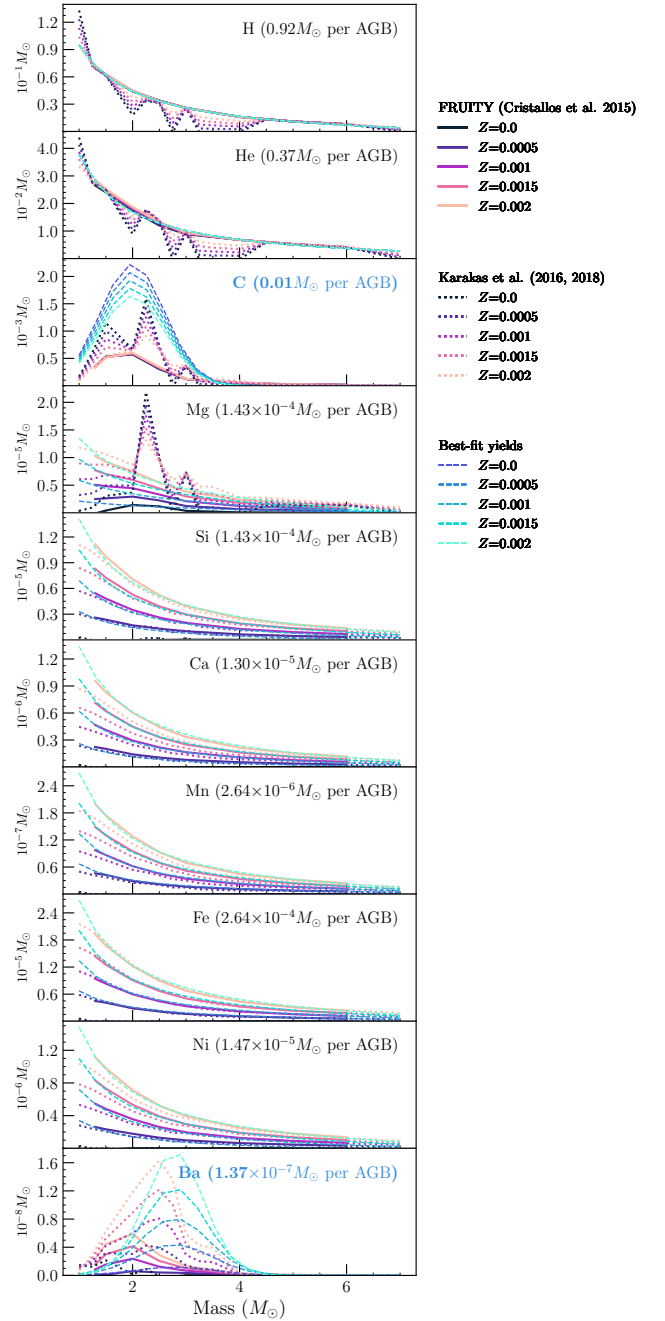 H (0.92M⊙ per AGB)
10⁻¹M⊙
1.2
0.9
0.6
0.3
He (0.37M⊙ per AGB)
10⁻²M⊙
4.0
3.0
2.0
1.0
C (0.01M⊙ per AGB)
10⁻³M⊙
2.0
1.5
1.0
0.5
Mg (1.43×10⁻⁴M⊙ per AGB)
10⁻⁵M⊙
2.0
1.5
1.0
0.5
Si (1.43×10⁻⁴M⊙ per AGB)
10⁻⁵M⊙
1.2
0.9
0.6
0.3
Ca (1.30×10⁻⁵M⊙ per AGB)
10⁻⁶M⊙
1.2
0.9
0.6
0.3
Mn (2.64×10⁻⁶M⊙ per AGB)
10⁻⁷M⊙
2.4
1.8
1.2
0.6
Fe (2.64×10⁻⁴M⊙ per AGB)
10⁻⁵M⊙
2.4
1.8
1.2
0.6
Ni (1.47×10⁻⁵M⊙ per AGB)
10⁻⁶M⊙
1.2
0.8
0.4
Ba (1.37×10⁻⁷M⊙ per AGB)
10⁻⁸M⊙
1.6
1.2
0.8
0.4
0.0
2 4 6
Mass (M⊙)
FRUITY (Cristallos et al. 2015)
Z=0.0
Z=0.0005
Z=0.001
Z=0.0015
Z=0.002
Karakas et al. (2016, 2018)
Z=0.0
Z=0.0005
Z=0.001
Z=0.0015
Z=0.002
Best-fit yields
Z=0.0
Z=0.0005
Z=0.001
Z=0.0015
Z=0.002